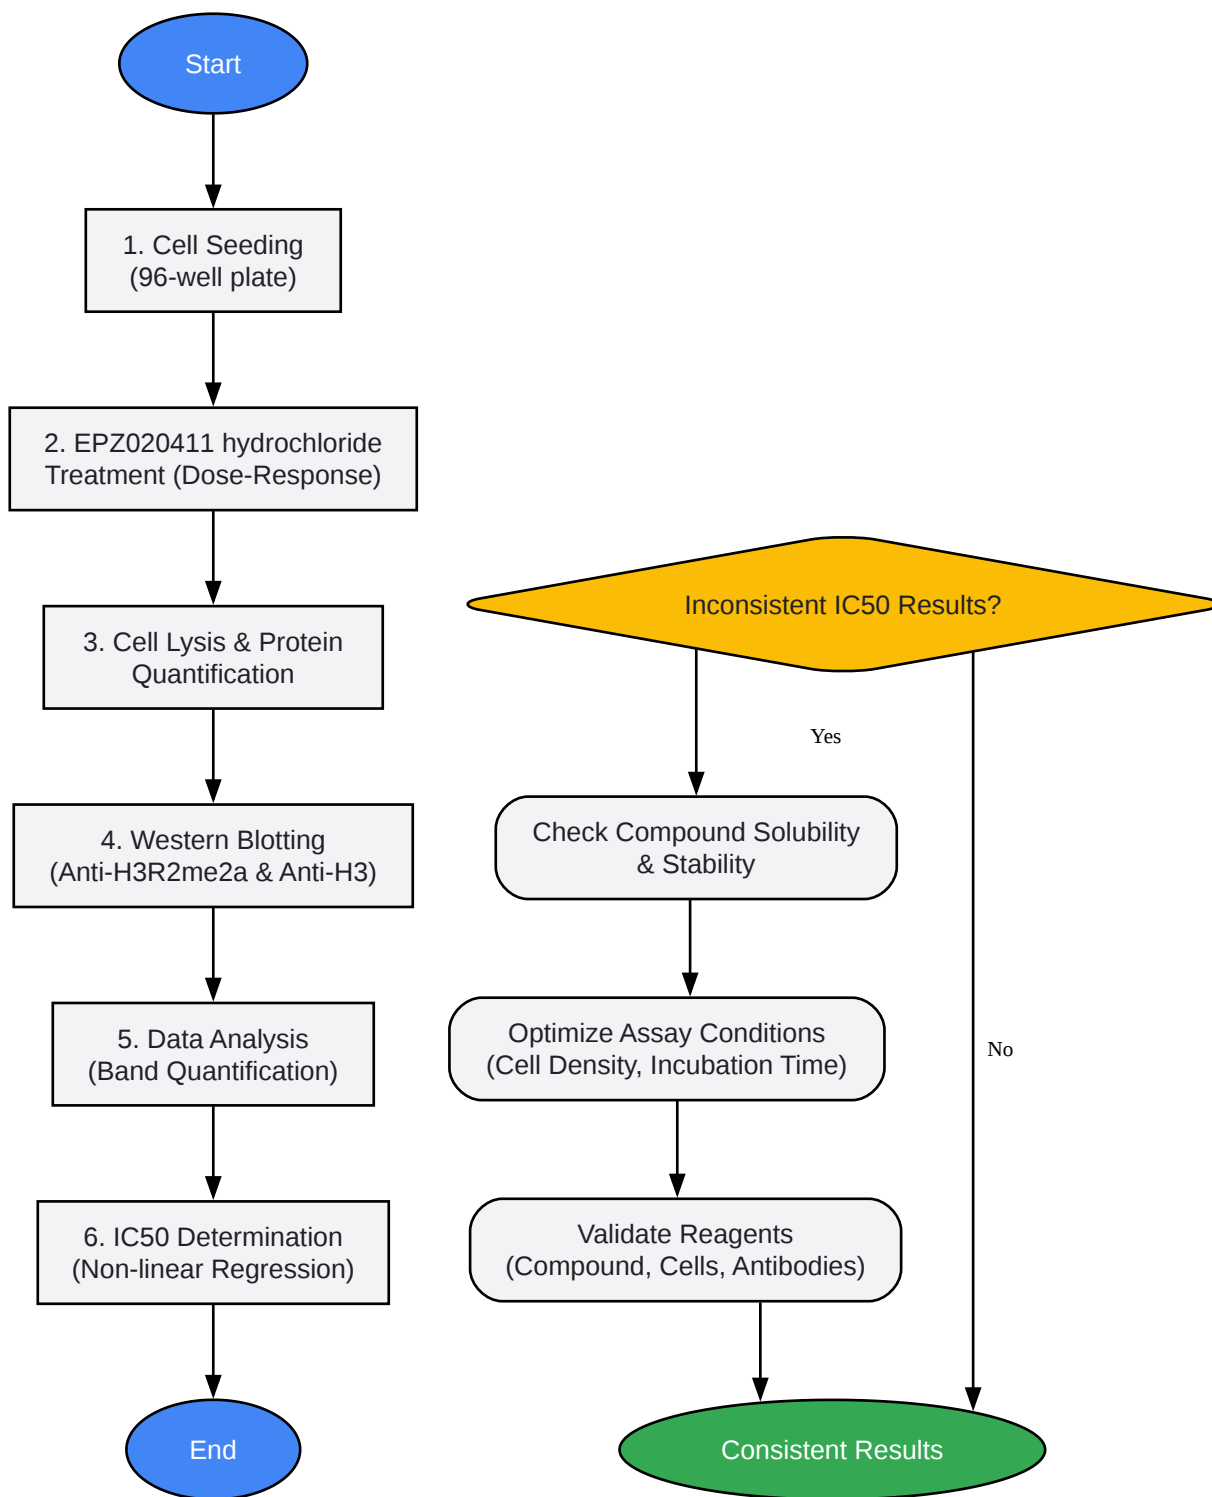 Start
1. Cell Seeding
(96-well plate)
2. EPZ020411 hydrochloride
Treatment (Dose-Response)
3. Cell Lysis & Protein
Quantification
4. Western Blotting
(Anti-H3R2me2a & Anti-H3)
5. Data Analysis
(Band Quantification)
6. IC50 Determination
(Non-linear Regression)
End
Inconsistent IC50 Results?
Yes
Check Compound Solubility
& Stability
Optimize Assay Conditions
(Cell Density, Incubation Time)
No
Validate Reagents
(Compound, Cells, Antibodies)
Consistent Results